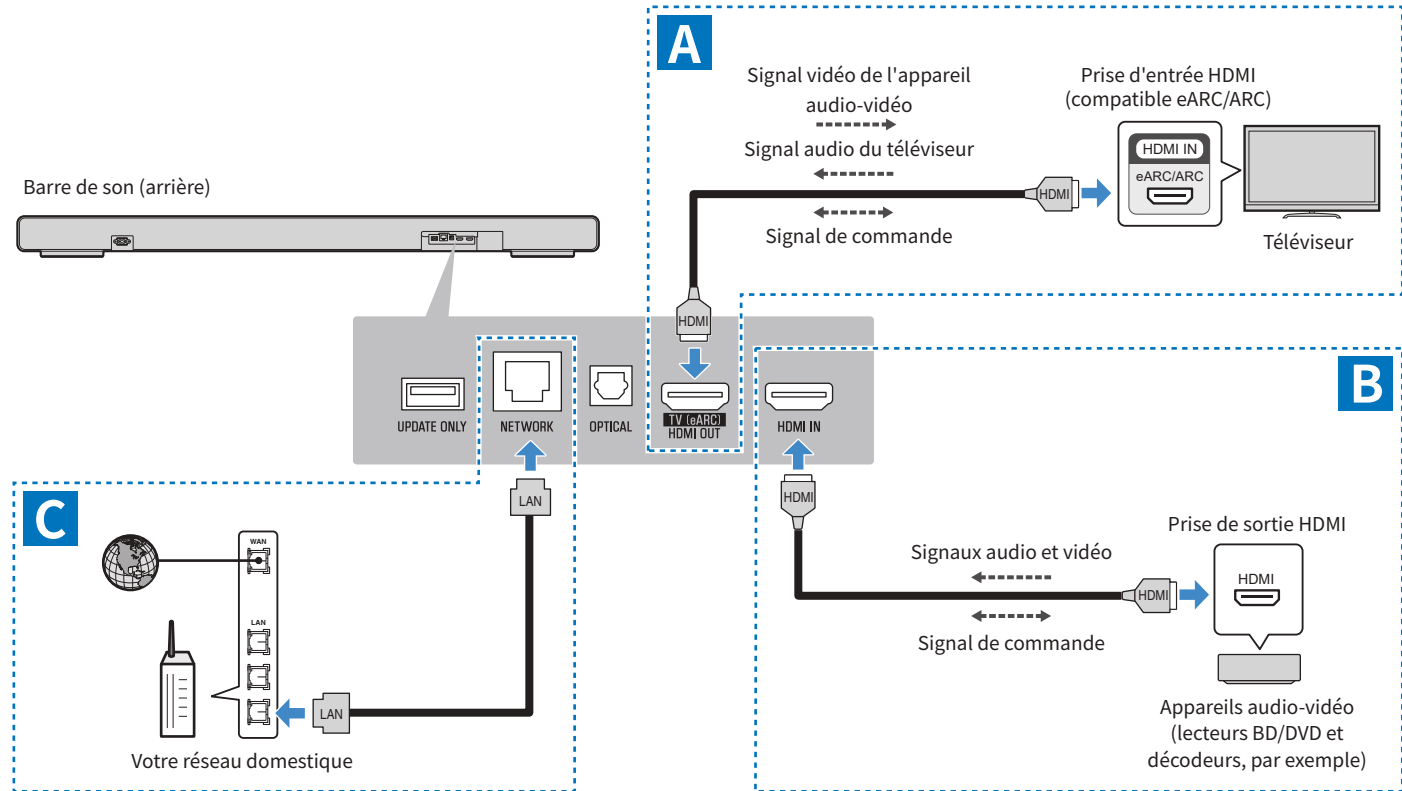 A
Signal vidéo de l'appareil
audio-vidéo
Signal audio du téléviseur
Signal de commande
HDMI
Prise d'entrée HDMI
(compatible eARC/ARC)
HDMI IN
eARC/ARC
Téléviseur
Barre de son (arrière)
HDMI
UPDATE ONLY
NETWORK
OPTICAL
TV (eARC)
HDMI OUT
HDMI IN
B
HDMI
Signaux audio et vidéo
Signal de commande
HDMI
Prise de sortie HDMI
HDMI
Appareils audio-vidéo
(lecteurs BD/DVD et
décodeurs, par exemple)
C
LAN
WAN
LAN
LAN
Votre réseau domestique